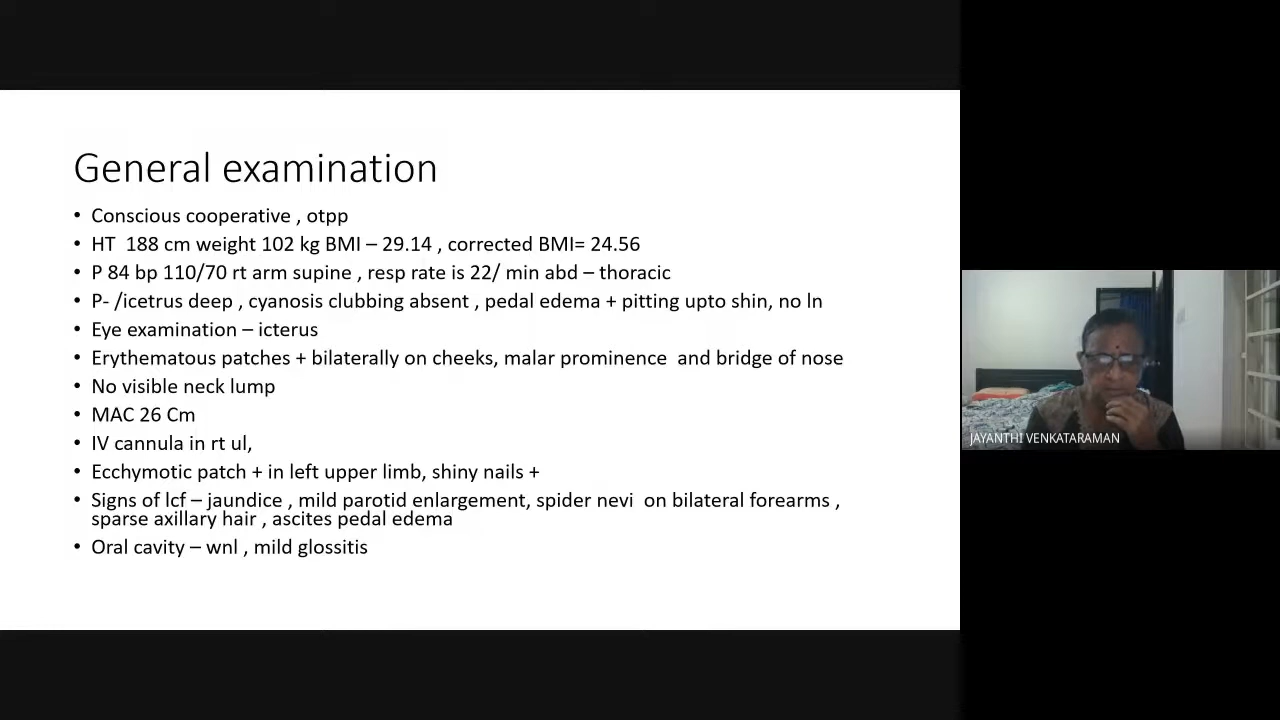 General examination
• Conscious cooperative , otpp
• HT 188 cm weight 102 kg BMI – 29.14 , corrected BMI= 24.56
• P 84 bp 110/70 rt arm supine , resp rate is 22/ min abd – thoracic
• P- /icetrus deep , cyanosis clubbing absent , pedal edema + pitting upto shin, no ln
• Eye examination – icterus
• Erythematous patches + bilaterally on cheeks, malar prominence and bridge of nose
• No visible neck lump
• MAC 26 Cm
• IV cannula in rt ul,
• Ecchymotic patch + in left upper limb, shiny nails +
• Signs of lcf – jaundice , mild parotid enlargement, spider nevi on bilateral forearms ,
sparse axillary hair , ascites pedal edema
• Oral cavity – wnl , mild glossitis
JAYANTHI VENKATARAMAN